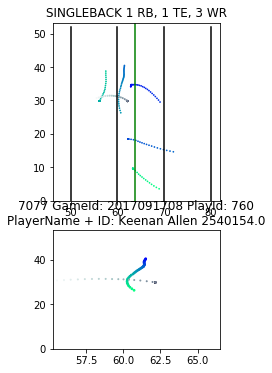 SINGLEBACK 1 RB, 1 TE, 3 WR
50
40
30
20
10
0
50 60 70 80
7077 GameId: 2017091708 PlayId: 760
PlayerName + ID: Keenan Allen 2540154.0
40
20
0
57.5 60.0 62.5 65.0